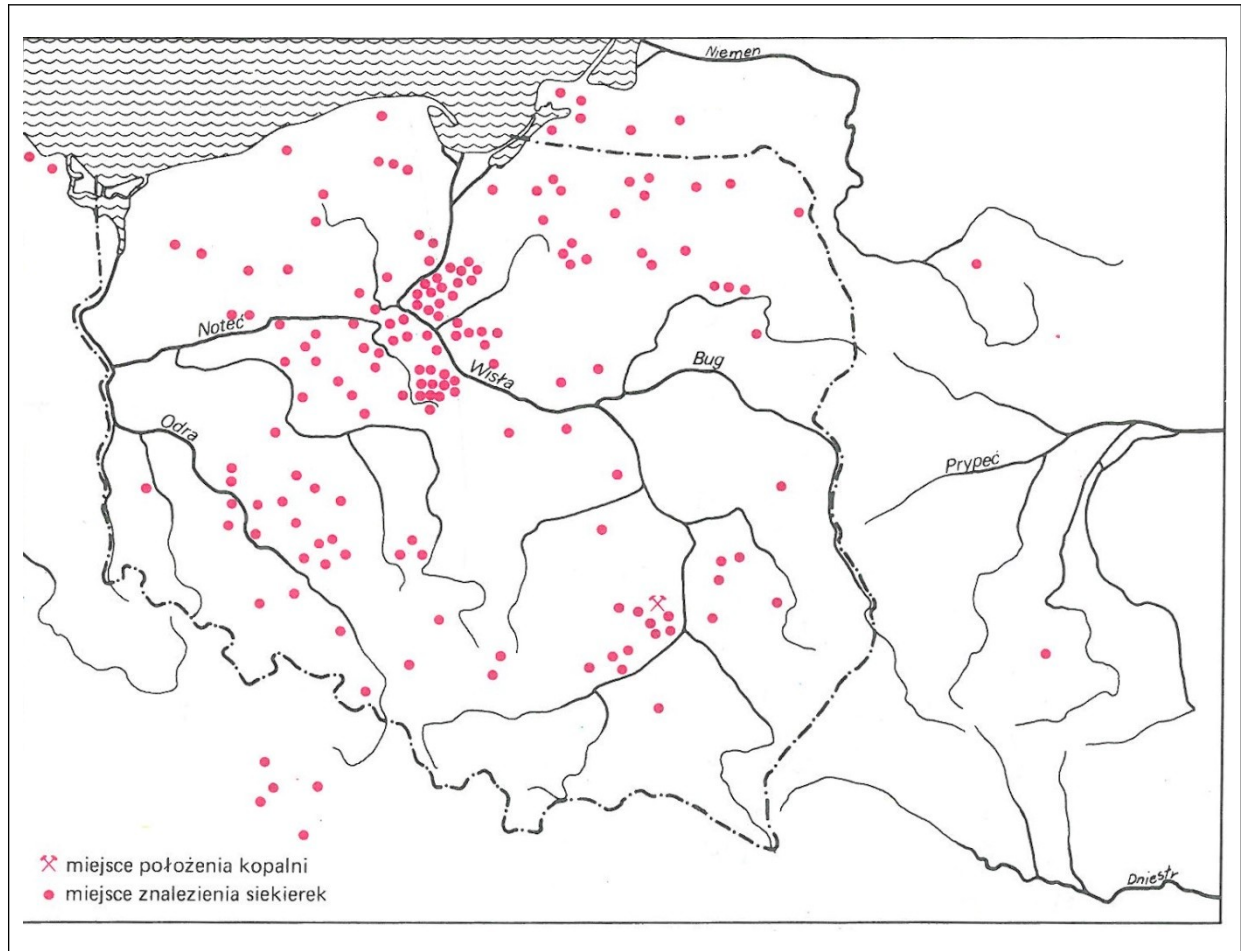 Niemen
Noteć
Wisła
Bug
Odra
Prypeć
miejsce położenia kopalni
miejsce znalezienia siekierek
Dniestr